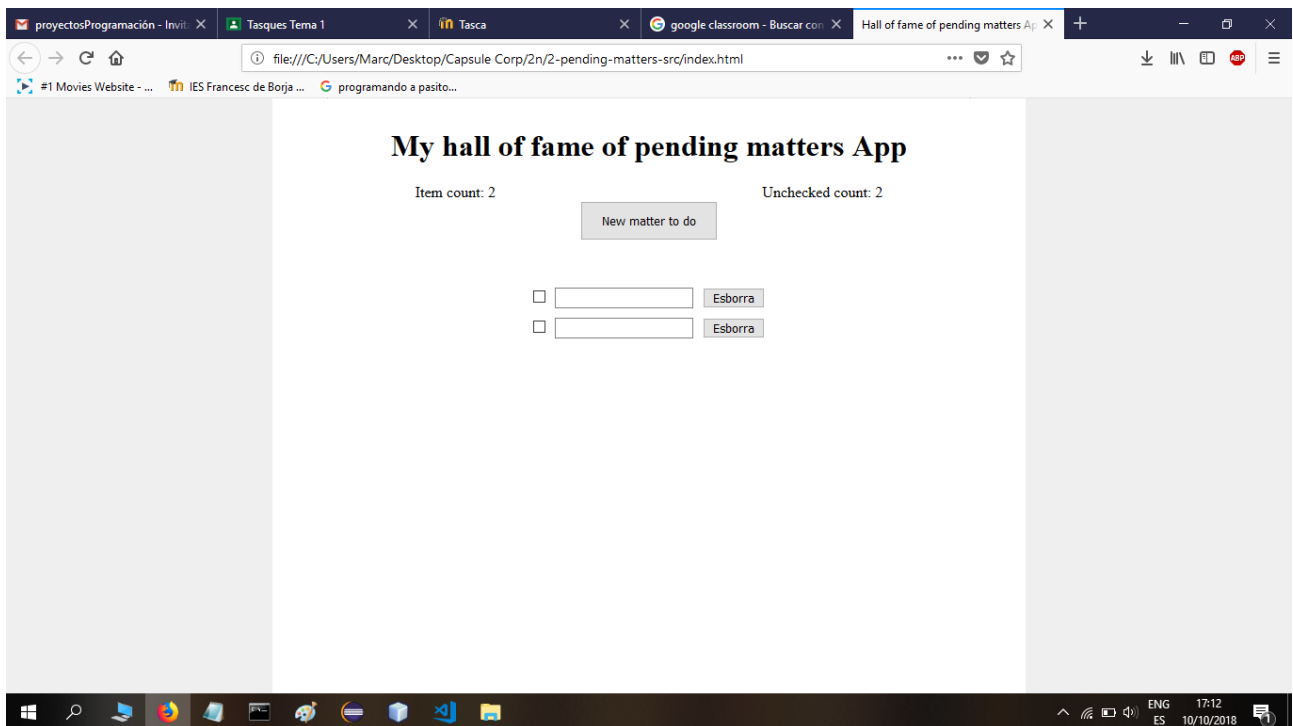 proyectosProgramación - Invita
Tasques Tema 1
Tasca
google classroom - Buscar con
Hall of fame of pending matters Ap
file:///C:/Users/Marc/Desktop/Capsule Corp/2n/2-pending-matters-src/index.html
ABP
#1 Movies Website - ...
IES Francesc de Borja ...
programando a pasito...
My hall of fame of pending matters App
Item count: 2
Unchecked count: 2
New matter to do
Esborra
Esborra
ENG
17:12
ES
10/10/2018
1